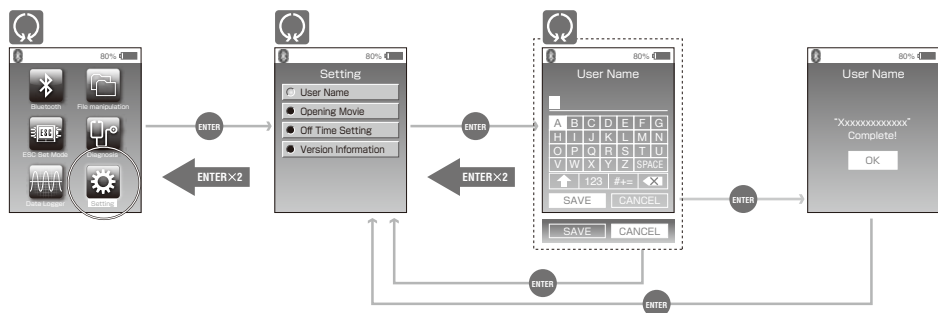 80%
Bluetooth
File manipulation
ESC
ESC Set Mode
Diagnosis
Data Logger
Setting
ENTER
ENTER×2
80%
Setting
User Name
Opening Movie
Off Time Setting
Version Information
ENTER
ENTER×2
80%
User Name
A B C D E F G
H I J K L M N
O P Q R S T U
V W X Y Z SPACE
123 #+=
SAVE CANCEL
SAVE CANCEL
ENTER
80%
User Name
"Xxxxxxxxxxxxx"
Complete!
OK
ENTER
ENTER